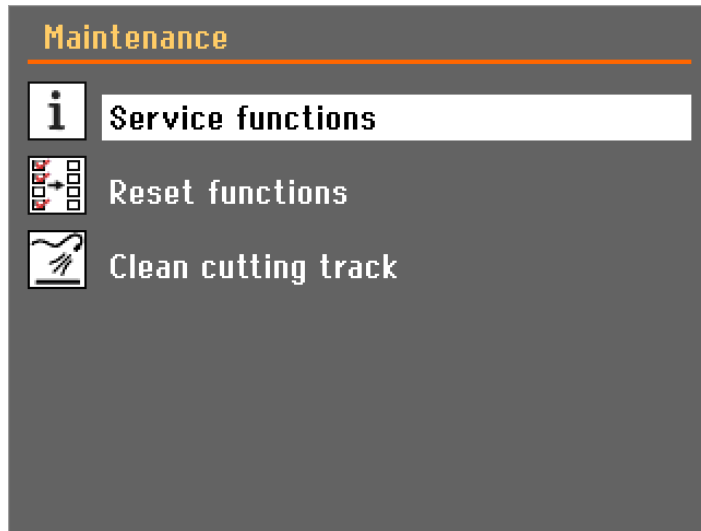 Maintenance
i Service functions
Reset functions
Clean cutting track